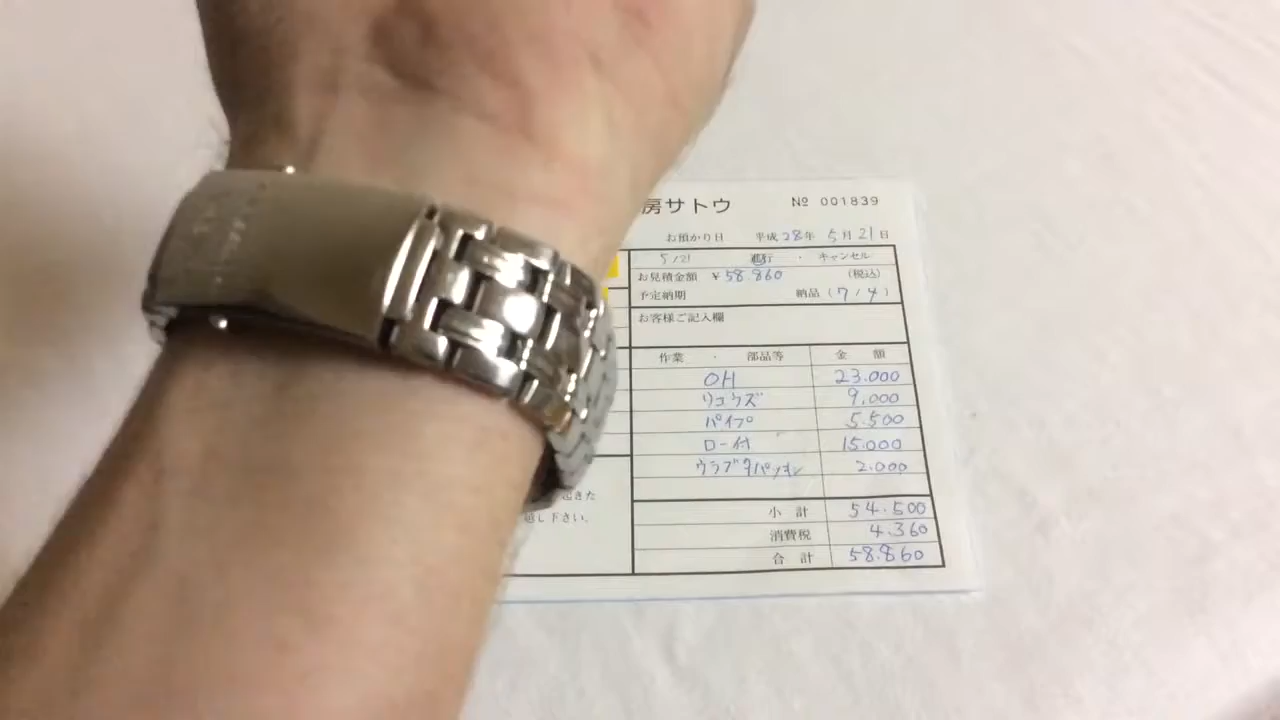 房サトウ № 001839
お預かり日 平成28年 5月21日
5/21 進行 ・ キャンセル
お見積金額 ¥58.860 (税込)
予定納期 納品(7/4)
お客様ご記入欄
作業 ・ 部品等 金額
OH 23.000
リュウズ 9.000
パイプ 5.500
ロー付 15.000
ウラブタパッキン 2.000
起きた
下さい。
小計 54.500
消費税 4.360
合計 58.860